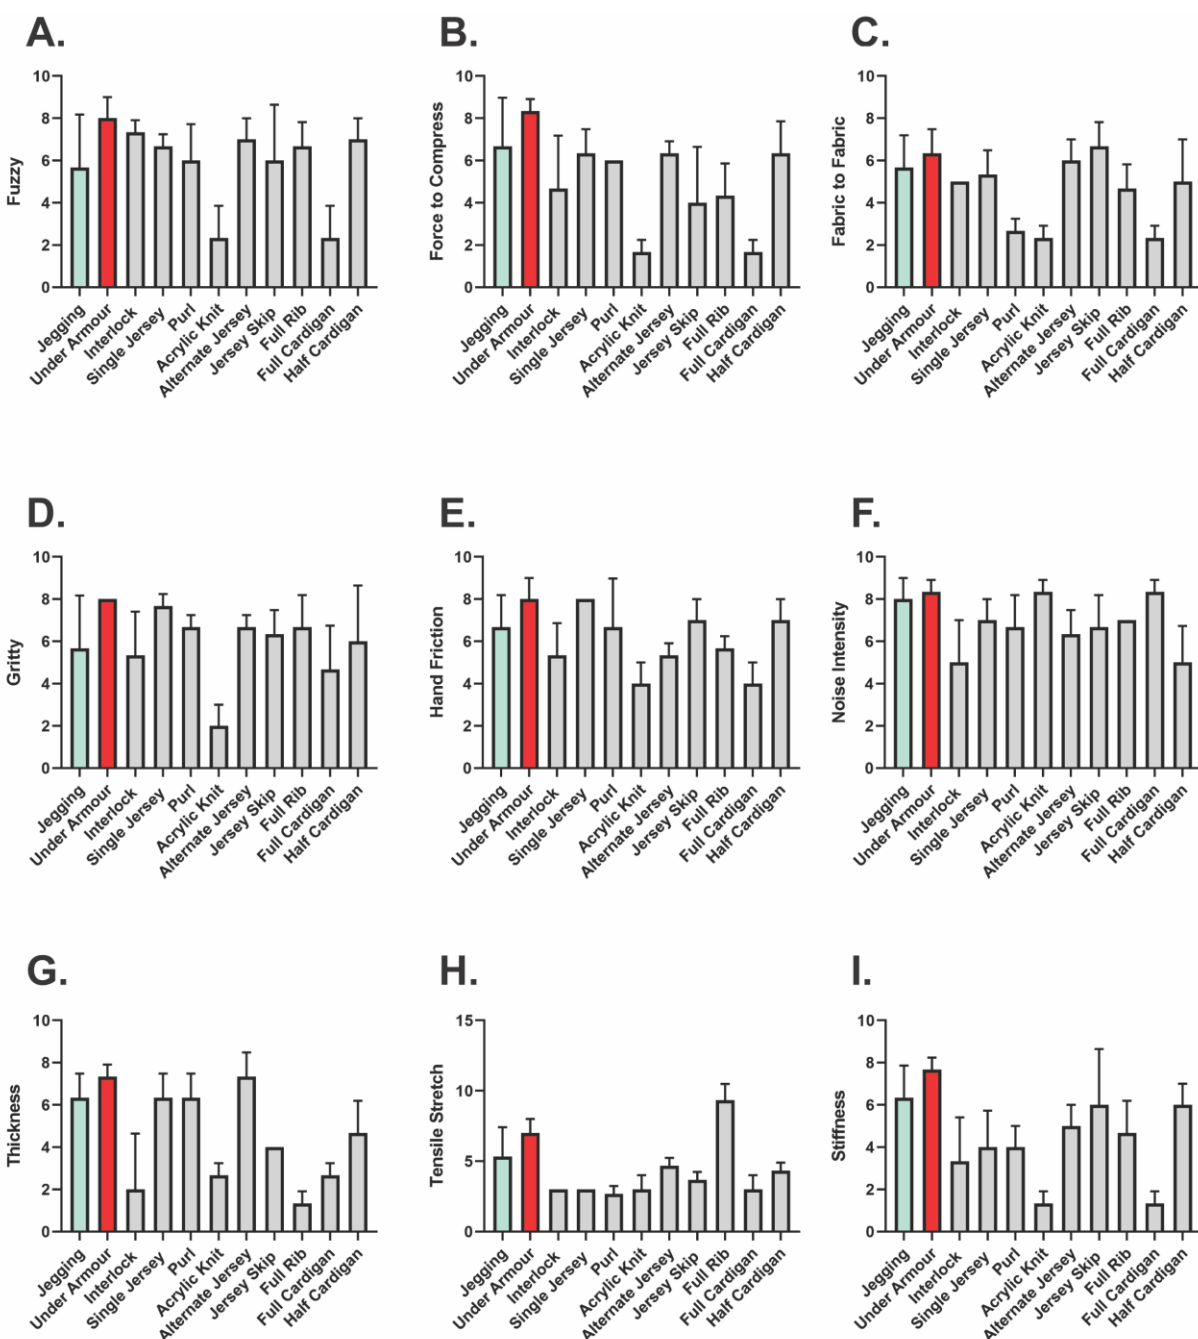 A.
B.
C.
Fuzzy
10
8
6
4
2
0
Jegging
Under Armour
Interlock
Single Jersey
Purl
Acrylic Knit
Alternate Jersey
Jersey Skip
Full Rib
Full Cardigan
Half Cardigan
Force to Compress
10
8
6
4
2
0
Jegging
Under Armour
Interlock
Single Jersey
Purl
Acrylic Knit
Alternate Jersey
Jersey Skip
Full Rib
Full Cardigan
Half Cardigan
Fabric to Fabric
10
8
6
4
2
0
Jegging
Under Armour
Interlock
Single Jersey
Purl
Acrylic Knit
Alternate Jersey
Jersey Skip
Full Rib
Full Cardigan
Half Cardigan
D.
E.
F.
Gritty
10
8
6
4
2
0
Jegging
Under Armour
Interlock
Single Jersey
Purl
Acrylic Knit
Alternate Jersey
Jersey Skip
Full Rib
Full Cardigan
Half Cardigan
Hand Friction
10
8
6
4
2
0
Jegging
Under Armour
Interlock
Single Jersey
Purl
Acrylic Knit
Alternate Jersey
Jersey Skip
Full Rib
Full Cardigan
Half Cardigan
Noise Intensity
10
8
6
4
2
0
Jegging
Under Armour
Interlock
Single Jersey
Purl
Acrylic Knit
Alternate Jersey
Jersey Skip
Full Rib
Full Cardigan
Half Cardigan
G.
H.
I.
Thickness
10
8
6
4
2
0
Jegging
Under Armour
Interlock
Single Jersey
Purl
Acrylic Knit
Alternate Jersey
Jersey Skip
Full Rib
Full Cardigan
Half Cardigan
Tensile Stretch
15
10
5
0
Jegging
Under Armour
Interlock
Single Jersey
Purl
Acrylic Knit
Alternate Jersey
Jersey Skip
Full Rib
Full Cardigan
Half Cardigan
Stiffness
10
8
6
4
2
0
Jegging
Under Armour
Interlock
Single Jersey
Purl
Acrylic Knit
Alternate Jersey
Jersey Skip
Full Rib
Full Cardigan
Half Cardigan